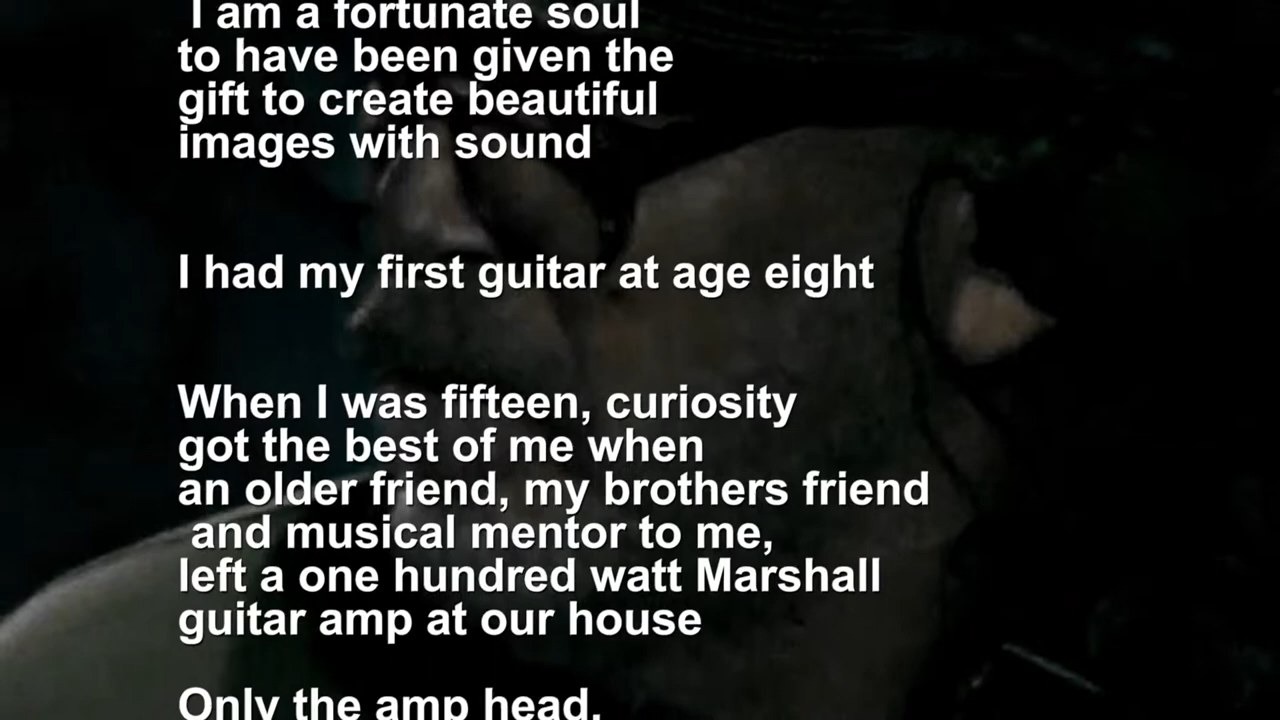 I am a fortunate soul
to have been given the
gift to create beautiful
images with sound
I had my first guitar at age eight
When I was fifteen, curiosity
got the best of me when
an older friend, my brothers friend
and musical mentor to me,
left a one hundred watt Marshall
guitar amp at our house
Only the amp head.